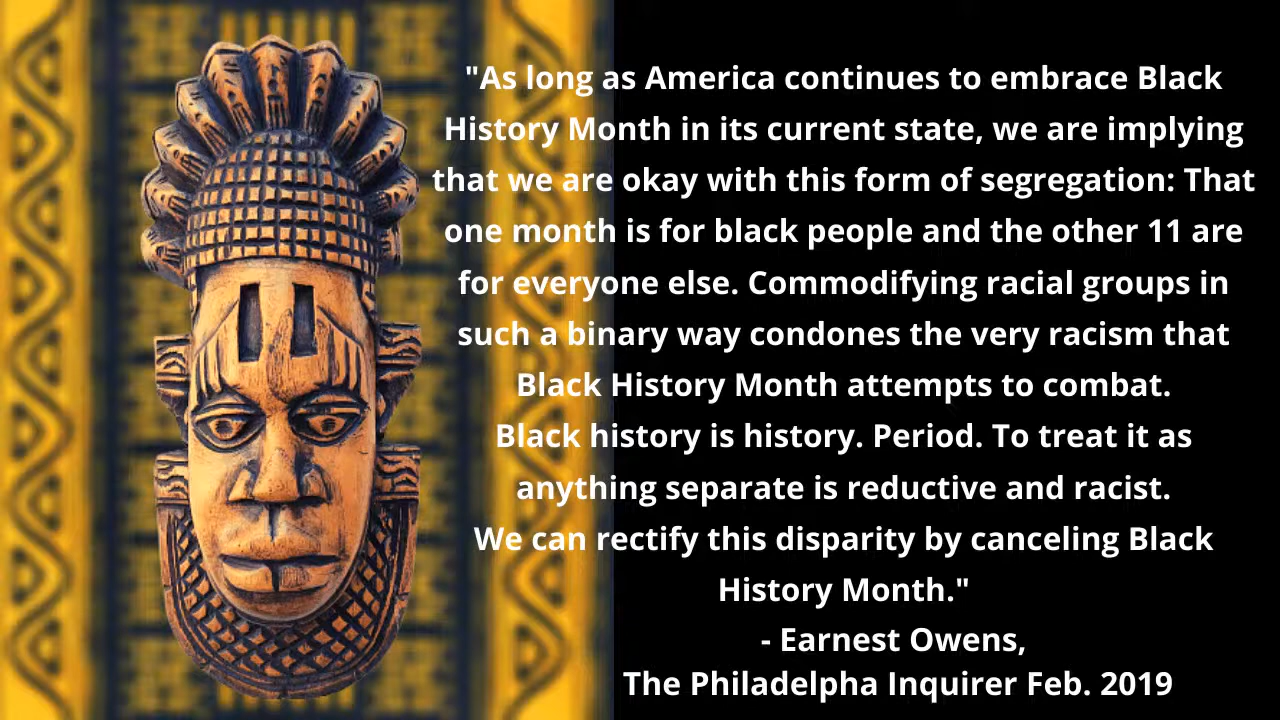 "As long as America continues to embrace Black
History Month in its current state, we are implying
that we are okay with this form of segregation: That
one month is for black people and the other 11 are
for everyone else. Commodifying racial groups in
such a binary way condones the very racism that
Black History Month attempts to combat.
Black history is history. Period. To treat it as
anything separate is reductive and racist.
We can rectify this disparity by canceling Black
History Month."
- Earnest Owens,
The Philadelpha Inquirer Feb. 2019